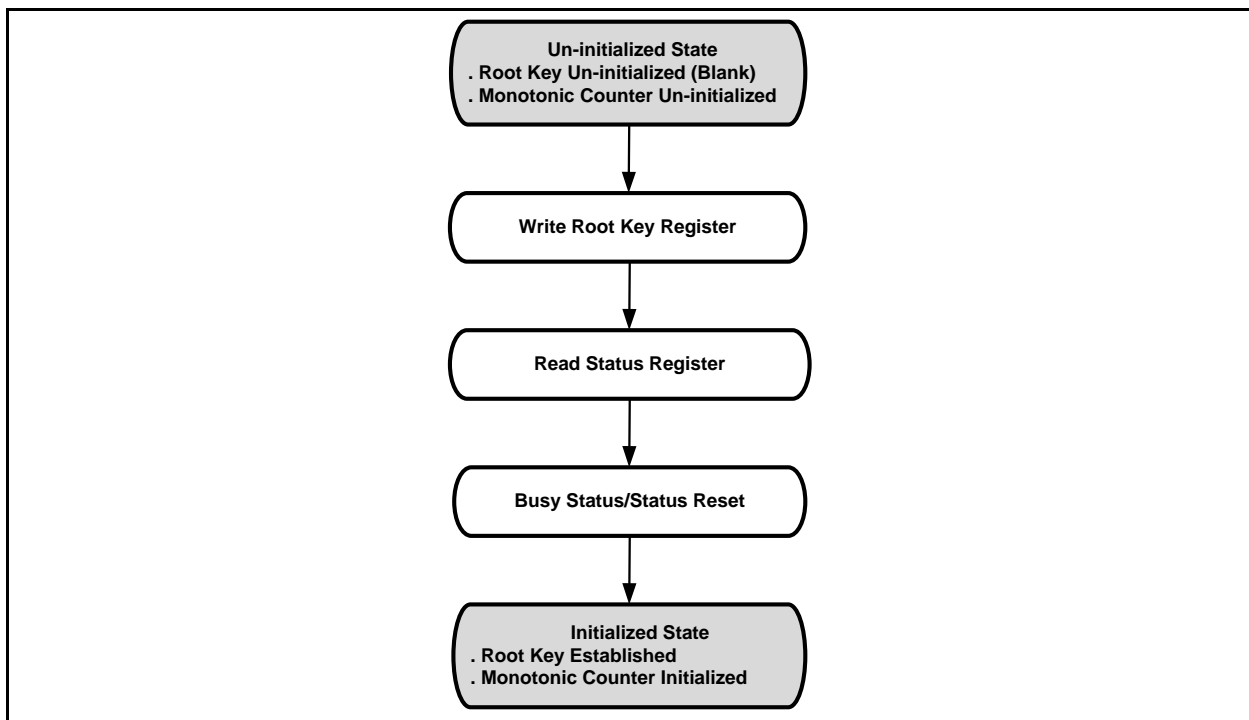 Un-initialized State
. Root Key Un-initialized (Blank)
. Monotonic Counter Un-initialized
Write Root Key Register
Read Status Register
Busy Status/Status Reset
Initialized State
. Root Key Established
. Monotonic Counter Initialized